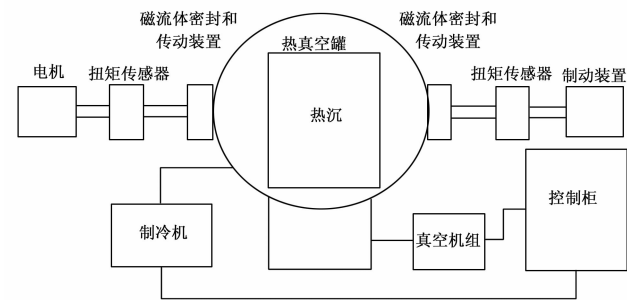 磁流体密封和
传动装置
磁流体密封和
传动装置
热真空罐
电机
扭矩传感器
扭矩传感器
制动装置
热沉
制冷机
真空机组
控制柜